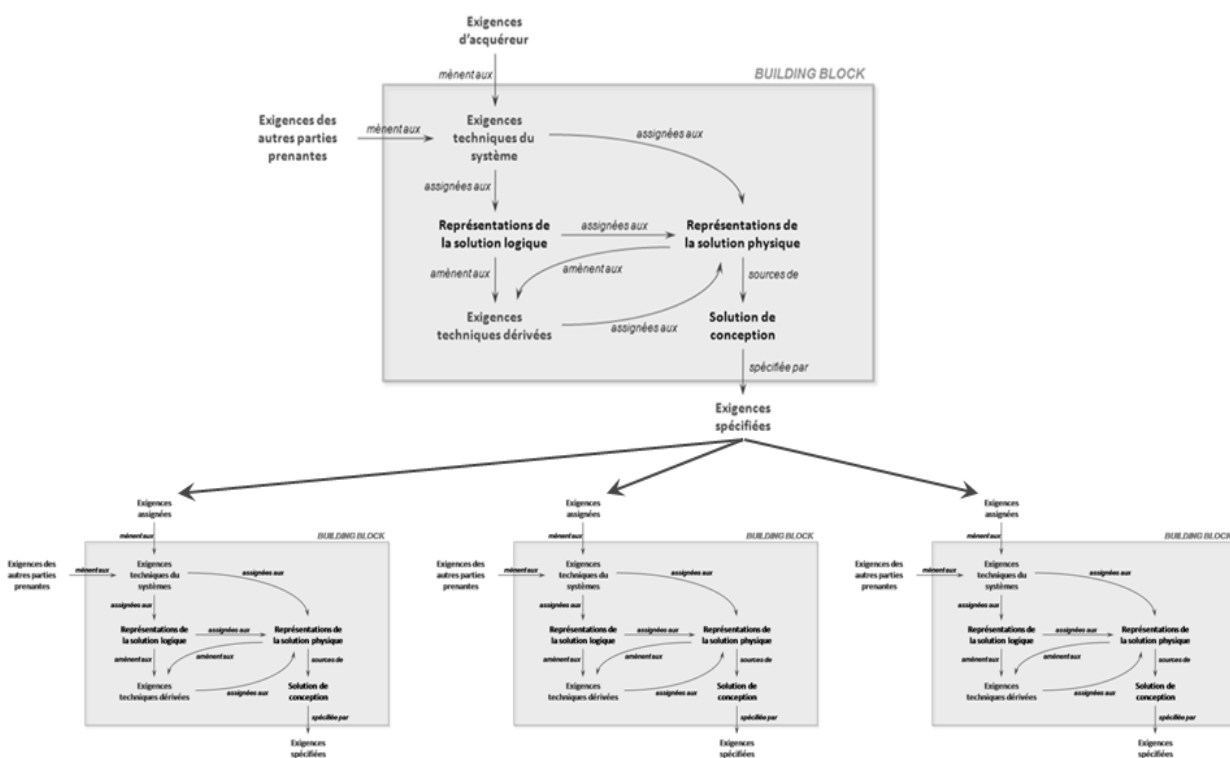 Exigences
d'acquéreur
mènent aux
BUILDING BLOCK
Exigences des
autres parties
prenantes
mènent aux
Exigences
techniques du
système
assignées aux
assignées aux
Représentations de
la solution logique
assignées aux
Représentations de
la solution physique
amènent aux
amènent aux
sources de
Exigences
techniques dérivées
assignées aux
Solution de
conception
spécifiée par
Exigences
spécifiées
Exigences
assignées
mènent aux
BUILDING BLOCK
Exigences des
autres parties
prenantes
mènent aux
Exigences
techniques du
systèmes
assignées aux
assignées aux
Représentations de
la solution logique
assignées aux
Représentations de
la solution physique
amènent aux
amènent aux
sources de
Exigences
techniques dérivées
assignées aux
Solution de
conception
spécifiée par
Exigences
spécifiées
Exigences
assignées
mènent aux
BUILDING BLOCK
Exigences des
autres parties
prenantes
mènent aux
Exigences
techniques du
systèmes
assignées aux
assignées aux
Représentations de
la solution logique
assignées aux
Représentations de
la solution physique
amènent aux
amènent aux
sources de
Exigences
techniques dérivées
assignées aux
Solution de
conception
spécifiée par
Exigences
spécifiées
Exigences
assignées
mènent aux
BUILDING BLOCK
Exigences des
autres parties
prenantes
mènent aux
Exigences
techniques du
systèmes
assignées aux
assignées aux
Représentations de
la solution logique
assignées aux
Représentations de
la solution physique
amènent aux
amènent aux
sources de
Exigences
techniques dérivées
assignées aux
Solution de
conception
spécifiée par
Exigences
spécifiées